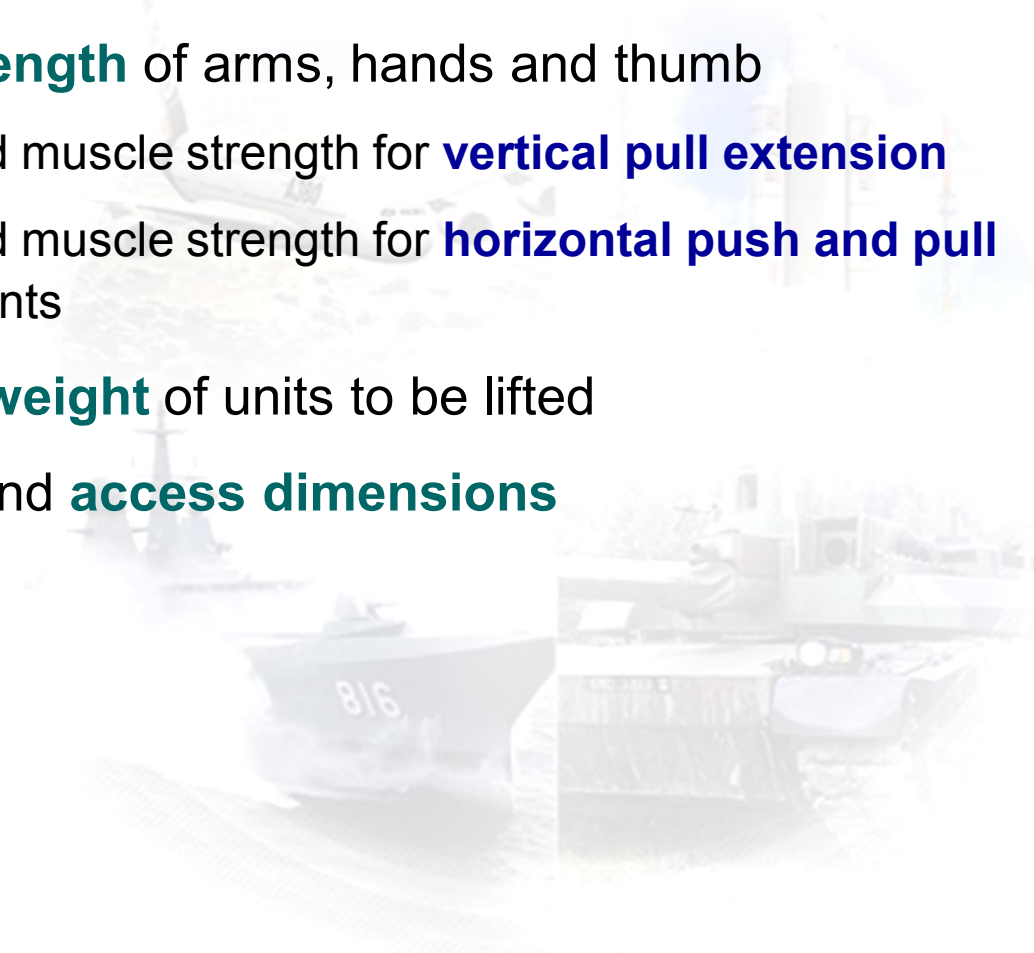 ength of arms, hands and thumb
d muscle strength for vertical pull extension
d muscle strength for horizontal push and pull
nts
weight of units to be lifted
nd access dimensions
A380
816